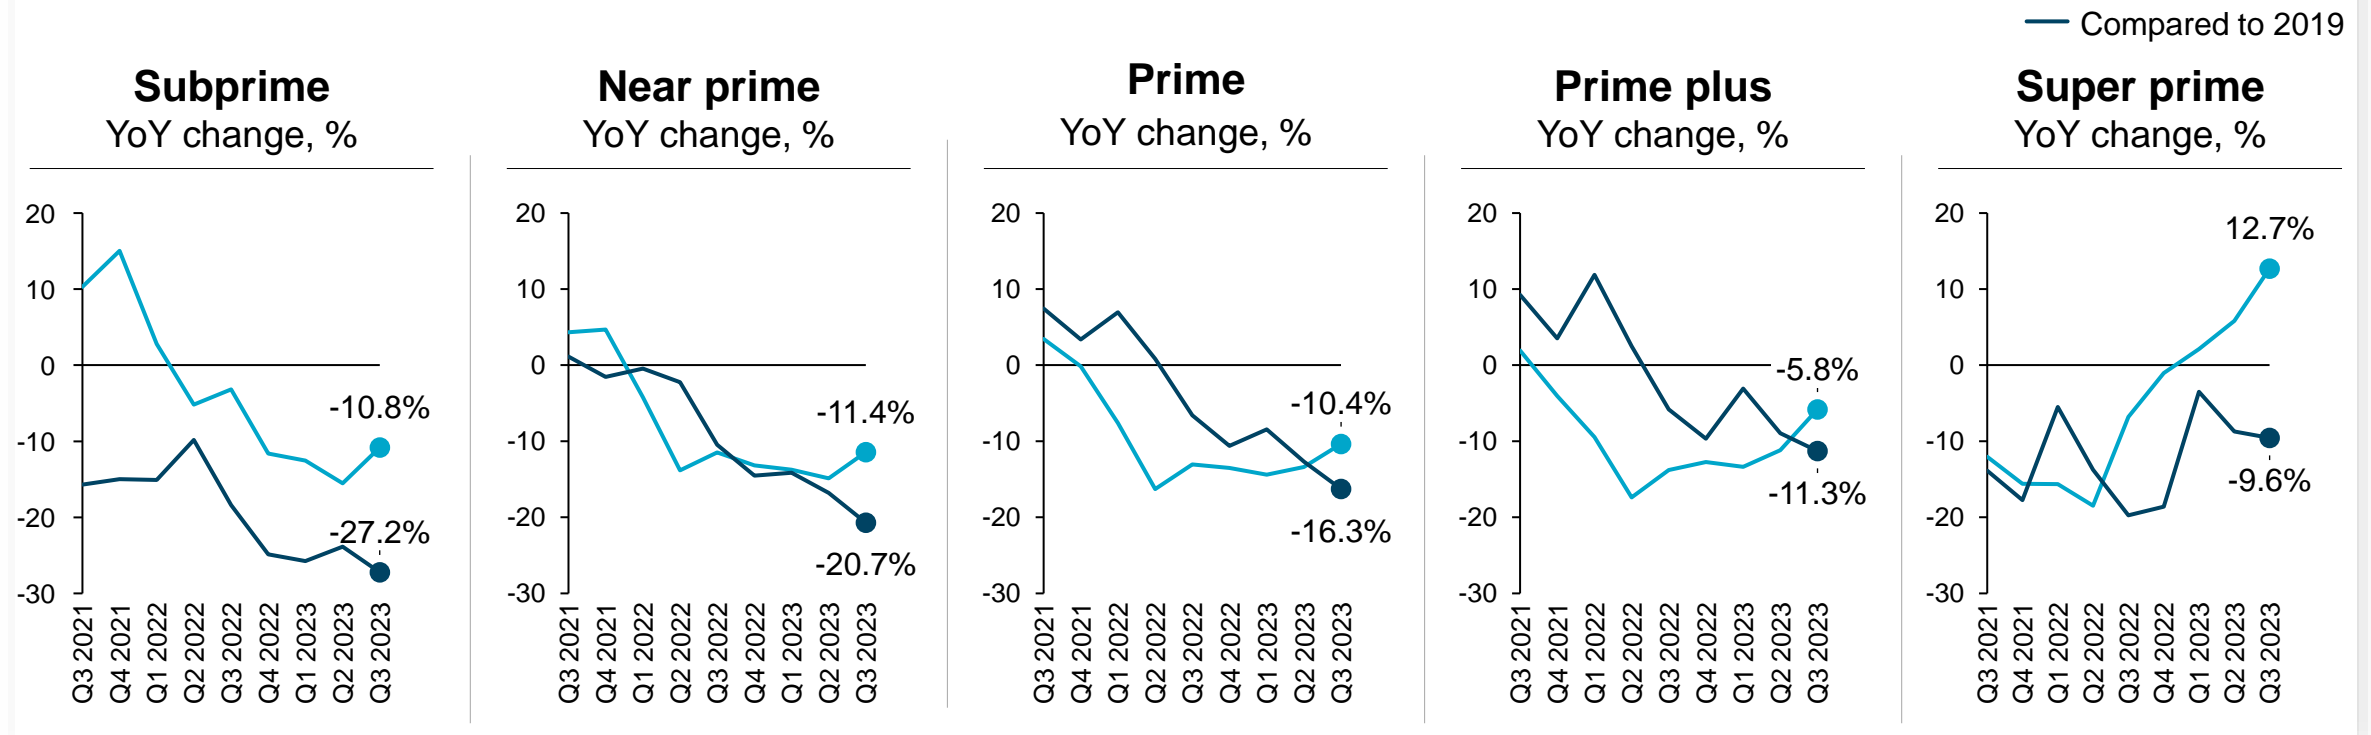 Compared to 2019
Subprime
YoY change, %
20
10
0
-10
-20
-30
-10.8%
-27.2%
Q3 2021
Q4 2021
Q1 2022
Q2 2022
Q3 2022
Q4 2022
Q1 2023
Q2 2023
Q3 2023
Near prime
YoY change, %
20
10
0
-10
-20
-30
-11.4%
-20.7%
Q3 2021
Q4 2021
Q1 2022
Q2 2022
Q3 2022
Q4 2022
Q1 2023
Q2 2023
Q3 2023
Prime
YoY change, %
20
10
0
-10
-20
-30
-10.4%
-16.3%
Q3 2021
Q4 2021
Q1 2022
Q2 2022
Q3 2022
Q4 2022
Q1 2023
Q2 2023
Q3 2023
Prime plus
YoY change, %
20
10
0
-10
-20
-30
-5.8%
-11.3%
Q3 2021
Q4 2021
Q1 2022
Q2 2022
Q3 2022
Q4 2022
Q1 2023
Q2 2023
Q3 2023
Super prime
YoY change, %
20
10
0
-10
-20
-30
12.7%
-9.6%
Q3 2021
Q4 2021
Q1 2022
Q2 2022
Q3 2022
Q4 2022
Q1 2023
Q2 2023
Q3 2023